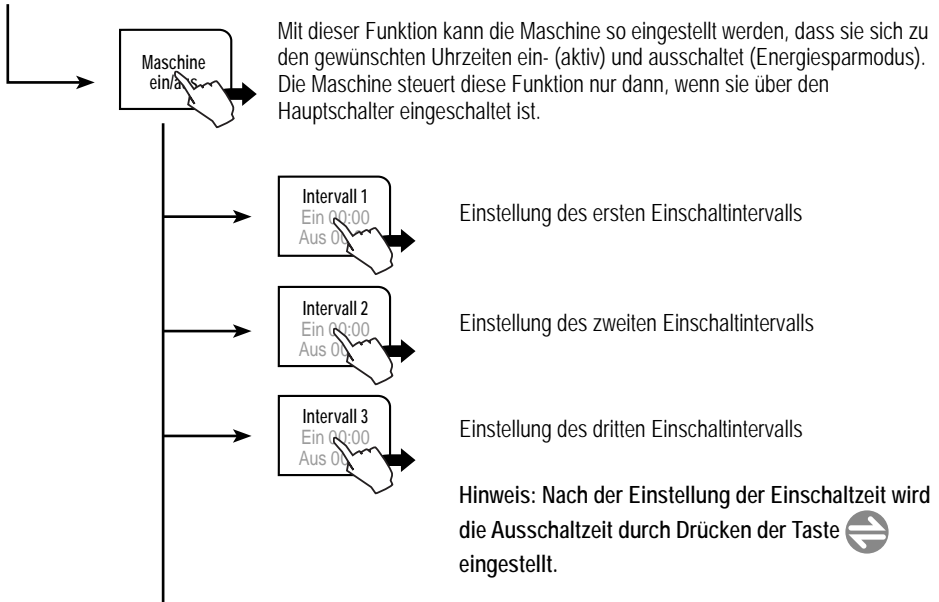 Mit dieser Funktion kann die Maschine so eingestellt werden, dass sie sich zu
den gewünschten Uhrzeiten ein- (aktiv) und ausschaltet (Energiesparmodus).
Die Maschine steuert diese Funktion nur dann, wenn sie über den
Hauptschalter eingeschaltet ist.
Maschine
ein/aus
Intervall 1
Ein 00:00
Aus 00
Einstellung des ersten Einschaltintervalls
Intervall 2
Ein 00:00
Aus 00
Einstellung des zweiten Einschaltintervalls
Intervall 3
Ein 00:00
Aus 00
Einstellung des dritten Einschaltintervalls
Hinweis: Nach der Einstellung der Einschaltzeit wird
die Ausschaltzeit durch Drücken der Taste
eingestellt.